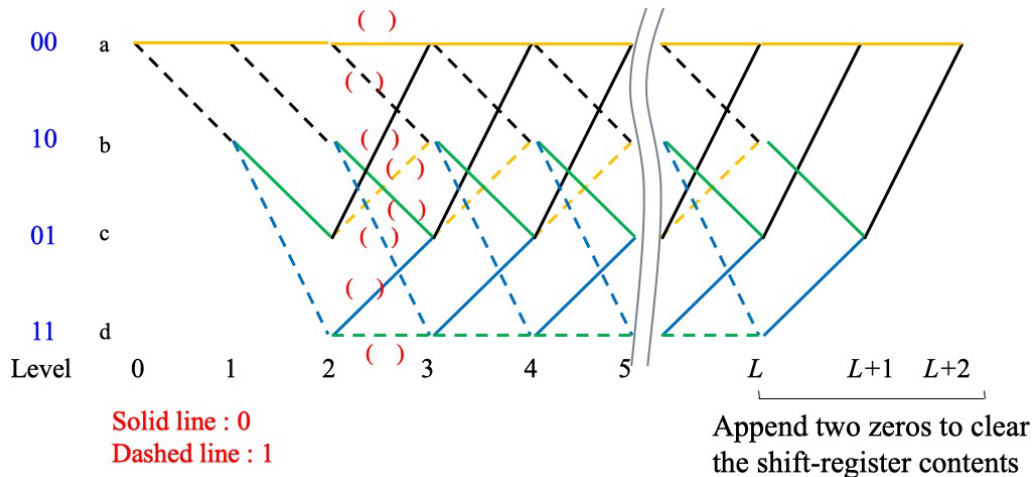 ( )
00 a
( )
10 b ( )
( )
( )
01 c ( )
( )
11 d
( )
Level 0 1 2 3 4 5 L L+1 L+2
Solid line : 0
Dashed line : 1
Append two zeros to clear
the shift-register contents